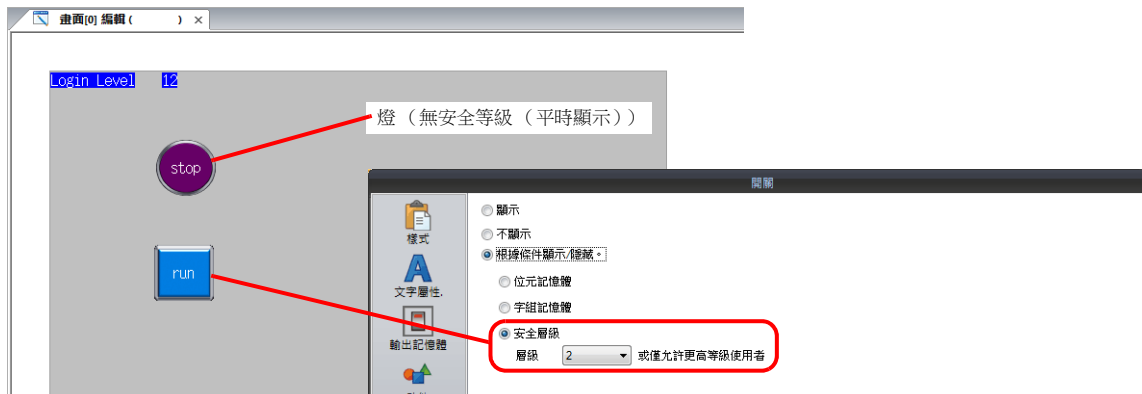 畫面[0] 編輯 ( ) ×
Login Level 12
燈（無安全等級（平時顯示））
stop
開關
樣式
顯示
不顯示
文字屬性.
根據條件顯示/隱藏。
位元記憶體
run
字組記憶體
輸出記憶體
安全層級
層級 2 或僅允許更高等級使用者